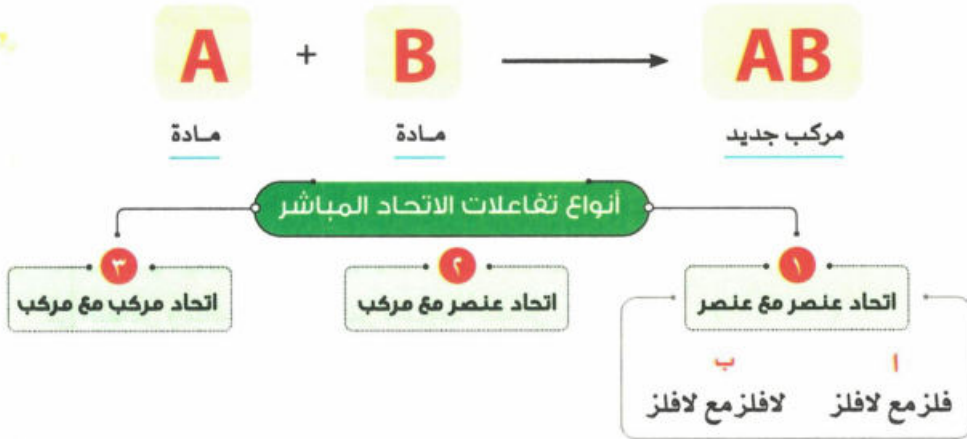 A + B → AB
مادة مادة مركب جديد
أنواع تفاعلات الاتحاد المباشر
١ ٢ ٣
اتحاد عنصر مع عنصر اتحاد عنصر مع مركب اتحاد مركب مع مركب
ا ب
فلز مع لافلز لافلز مع لافلز